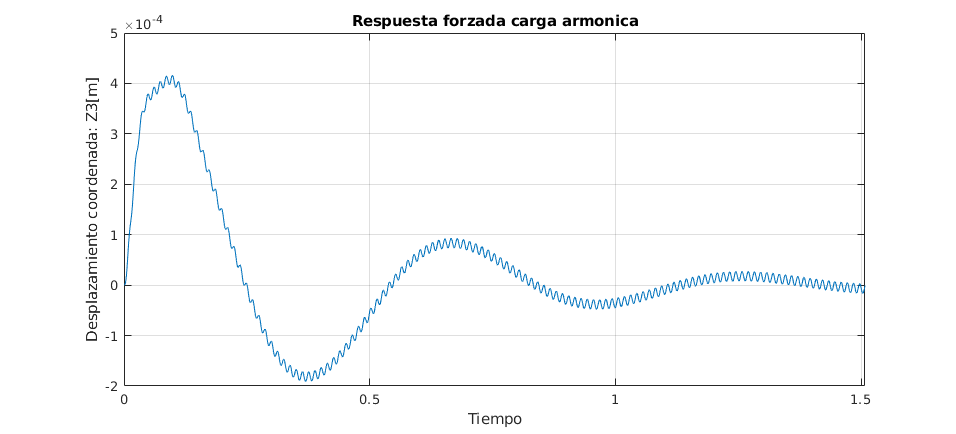 Respuesta forzada carga armonica
×10⁻⁴
5
4
3
2
1
0
-1
-2
0 0.5 1 1.5
Tiempo
Desplazamiento coordenada: Z3[m]